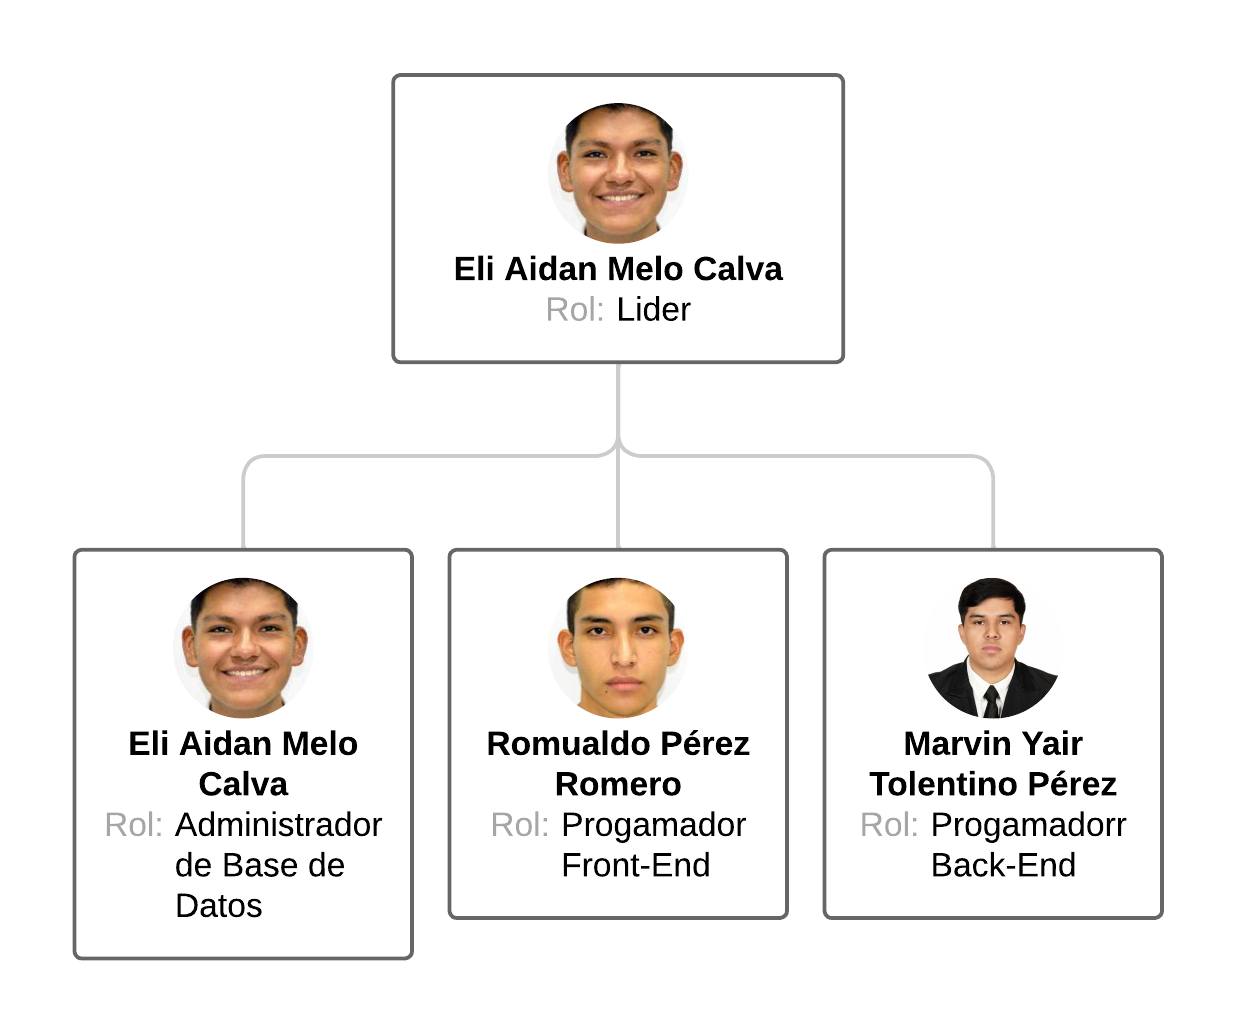 Eli Aidan Melo Calva
Rol: Lider
Eli Aidan Melo
Calva
Rol: Administrador
de Base de
Datos
Romualdo Pérez
Romero
Rol: Progamador
Front-End
Marvin Yair
Tolentino Pérez
Rol: Progamadorr
Back-End